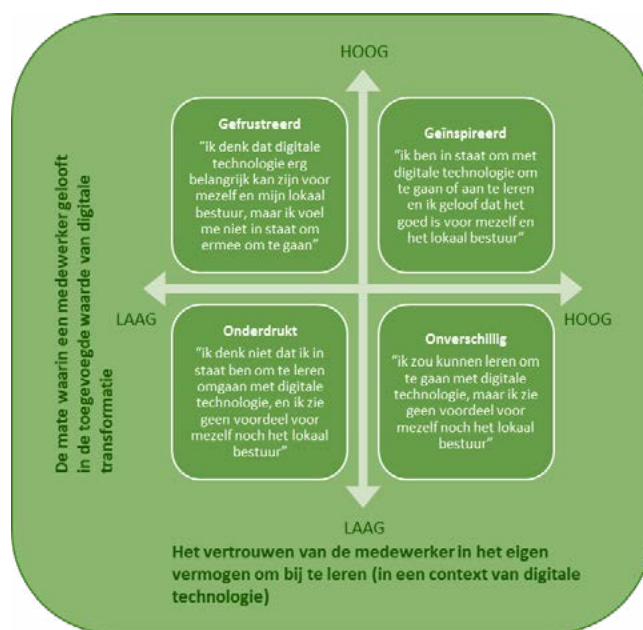 HOOG
Gefrustreerd
"ik denk dat digitale
technologie erg
belangrijk kan zijn voor
mezelf en mijn lokaal
bestuur, maar ik voel
me niet in staat om
ermee om te gaan"
Geïnspireerd
"ik ben in staat om met
digitale technologie om
te gaan of aan te leren
en ik geloof dat het
goed is voor mezelf en
het lokaal bestuur"
LAAG
HOOG
Onderdrukt
"ik denk niet dat ik in
staat ben om te leren
omgaan met digitale
technologie, en ik zie
geen voordeel voor
mezelf noch het lokaal
bestuur"
Onverschillig
"ik zou kunnen leren om
te gaan met digitale
technologie, maar ik zie
geen voordeel voor
mezelf noch het lokaal
bestuur"
LAAG
De mate waarin een medewerker gelooft
in de toegevoegde waarde van digitale
transformatie
Het vertrouwen van de medewerker in het eigen
vermogen om bij te leren (in een context van digitale
technologie)